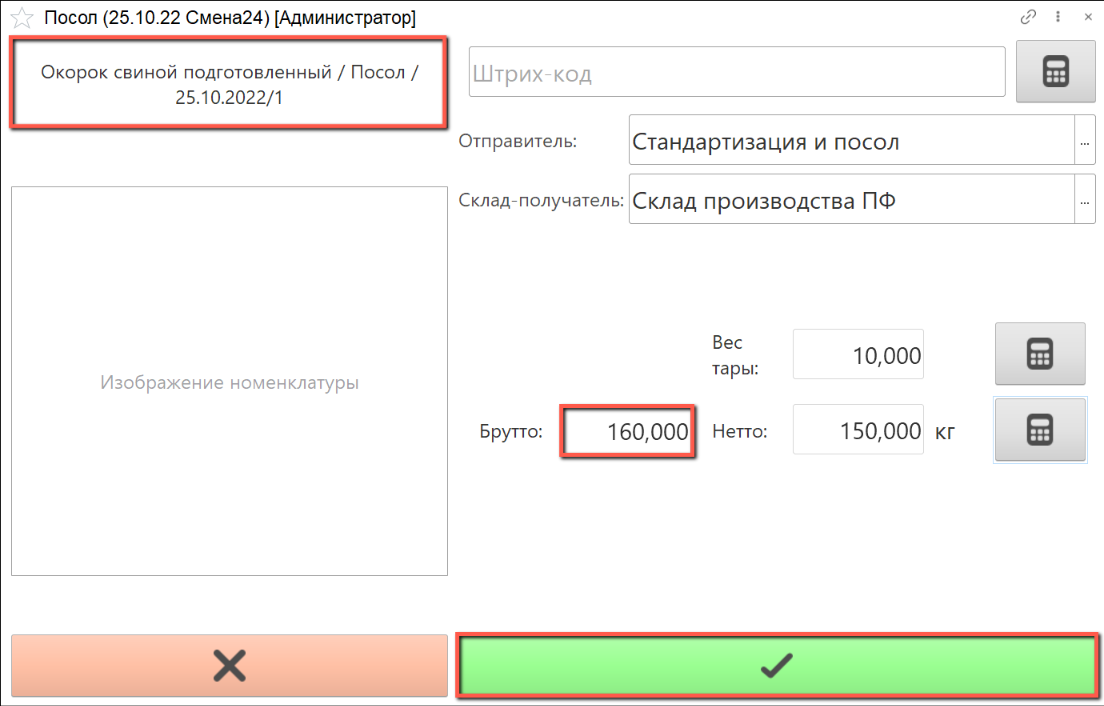 Посол (25.10.22 Смена24) [Администратор]
Окорок свиной подготовленный / Посол /
25.10.2022/1
Штрих-код
Отправитель:
Стандартизация и посол
...
Склад-получатель:
Склад производства ПФ
...
Изображение номенклатуры
Вес
тары:
10,000
Брутто:
160,000
Нетто:
150,000
кг